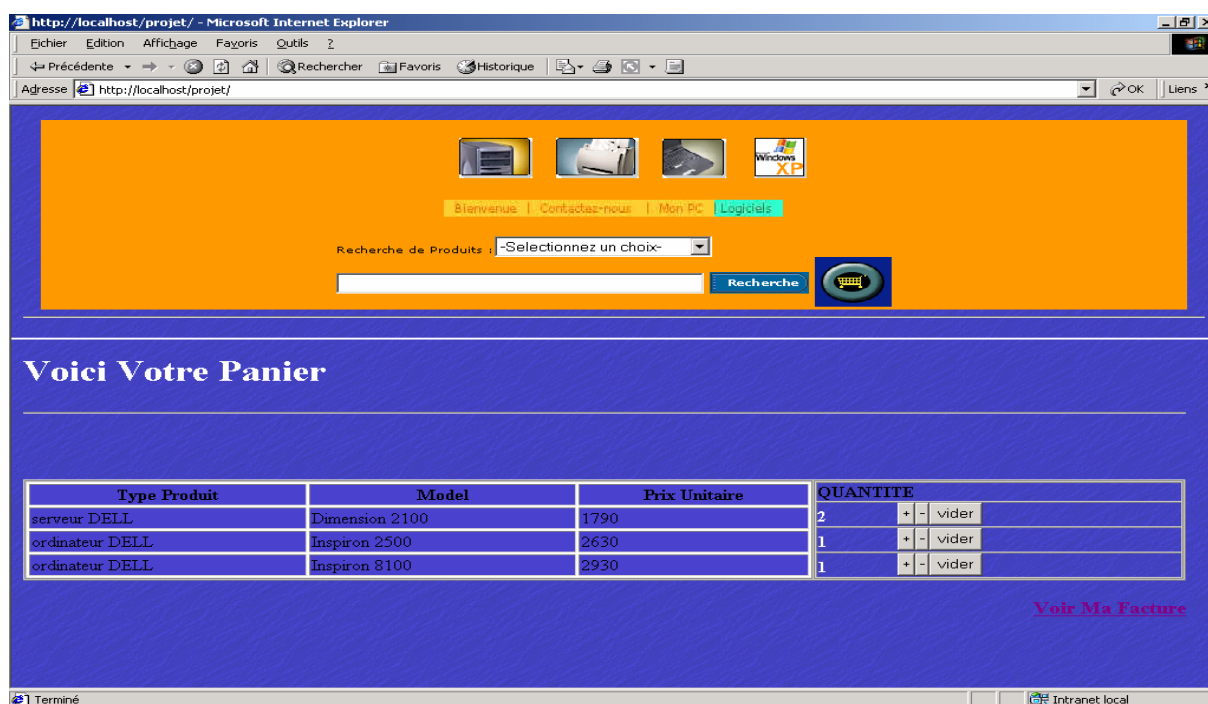 http://localhost/projet/ - Microsoft Internet Explorer
Fichier Edition Affichage Favoris Outils ?
Précédente Rechercher Favoris Historique
Adresse http://localhost/projet/ OK Liens
Windows XP
Bienvenue | Contactez-nous | Mon PC | Logiciels
Recherche de Produits : -Selectionnez un choix-
Recherche
Voici Votre Panier
Type Produit Model Prix Unitaire QUANTITE
serveur DELL Dimension 2100 1790 2 + - vider
ordinateur DELL Inspiron 2500 2630 1 + - vider
ordinateur DELL Inspiron 8100 2930 1 + - vider
Voir Ma Facture
Terminé Intranet local